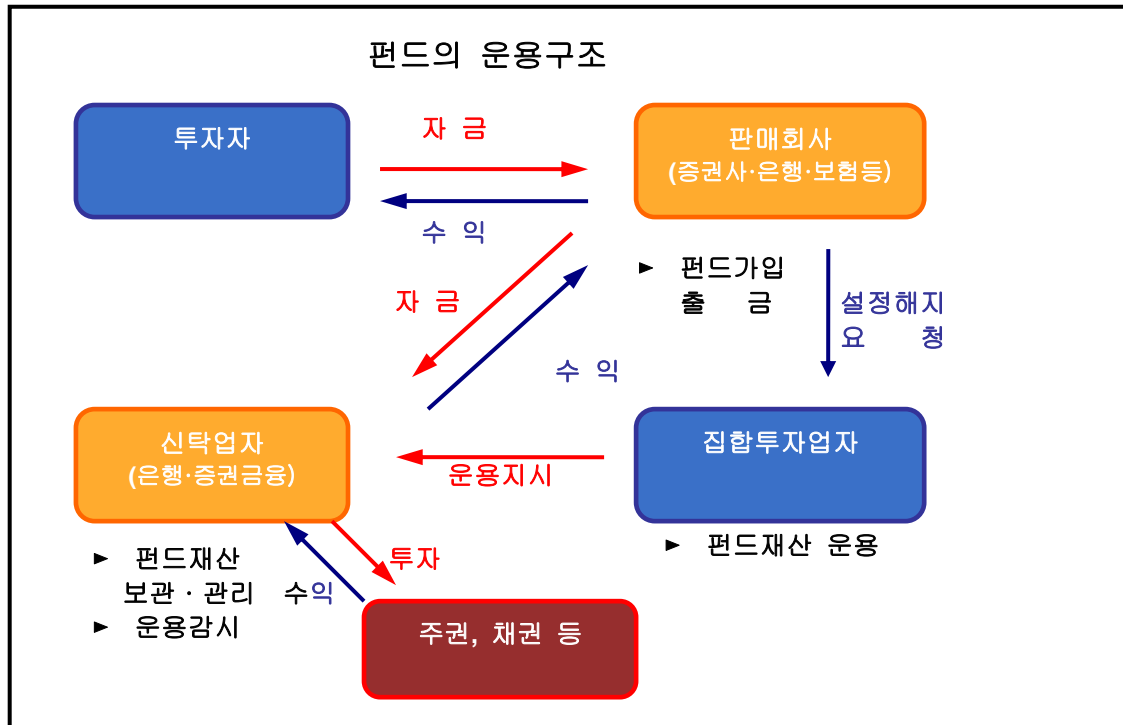 펀드의 운용구조
투자자
자 금
판매회사
(증권사·은행·보험등)
수 익
► 펀드가입
출 금
자 금
설정해지
요 청
수 익
신탁업자
(은행·증권금융)
운용지시
집합투자업자
► 펀드재산 운용
► 펀드재산
보관 · 관리
► 운용감시
투자
수익
주권, 채권 등